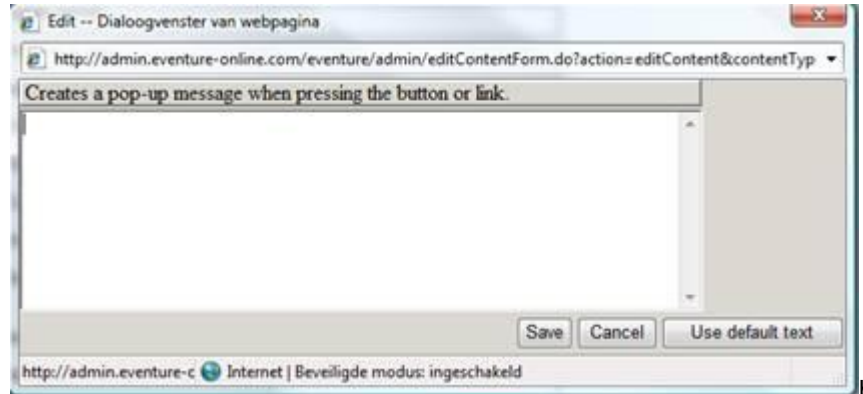 Edit -- Dialoogvenster van webpagina
http://admin.eventure-online.com/eventure/admin/editContentForm.do?action=editContent&contentTyp
Creates a pop-up message when pressing the button or link.
Save Cancel Use default text
http://admin.eventure-c Internet | Beveiligde modus: ingeschakeld